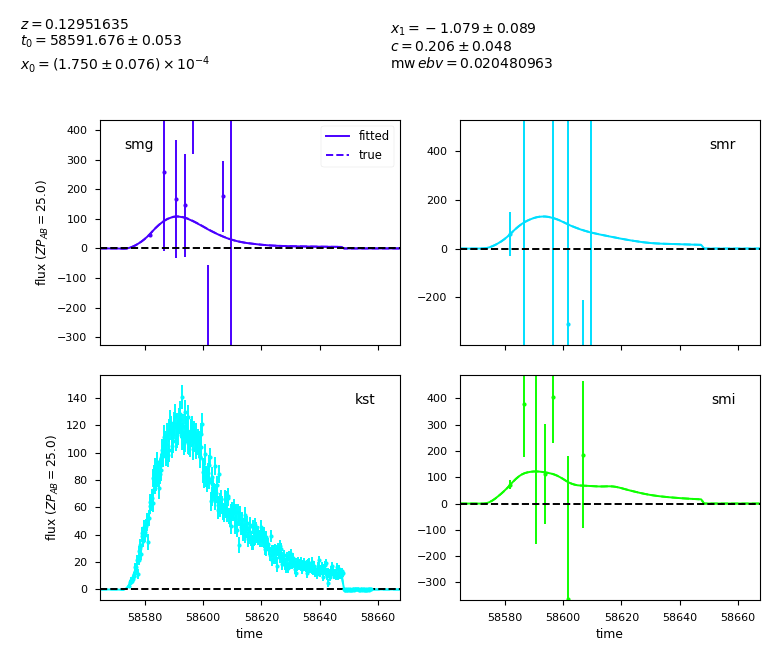 z = 0.12951635
t₀ = 58591.676 ± 0.053
x₀ = (1.750 ± 0.076) × 10⁻⁴
x₁ = −1.079 ± 0.089
c = 0.206 ± 0.048
mw ebv = 0.020480963
smg
fitted
true
flux (ZP_AB = 25.0)
400
300
200
100
0
−100
−200
−300
smr
400
200
0
−200
kst
flux (ZP_AB = 25.0)
140
120
100
80
60
40
20
0
58580 58600 58620 58640 58660
time
smi
400
300
200
100
0
−100
−200
−300
58580 58600 58620 58640 58660
time